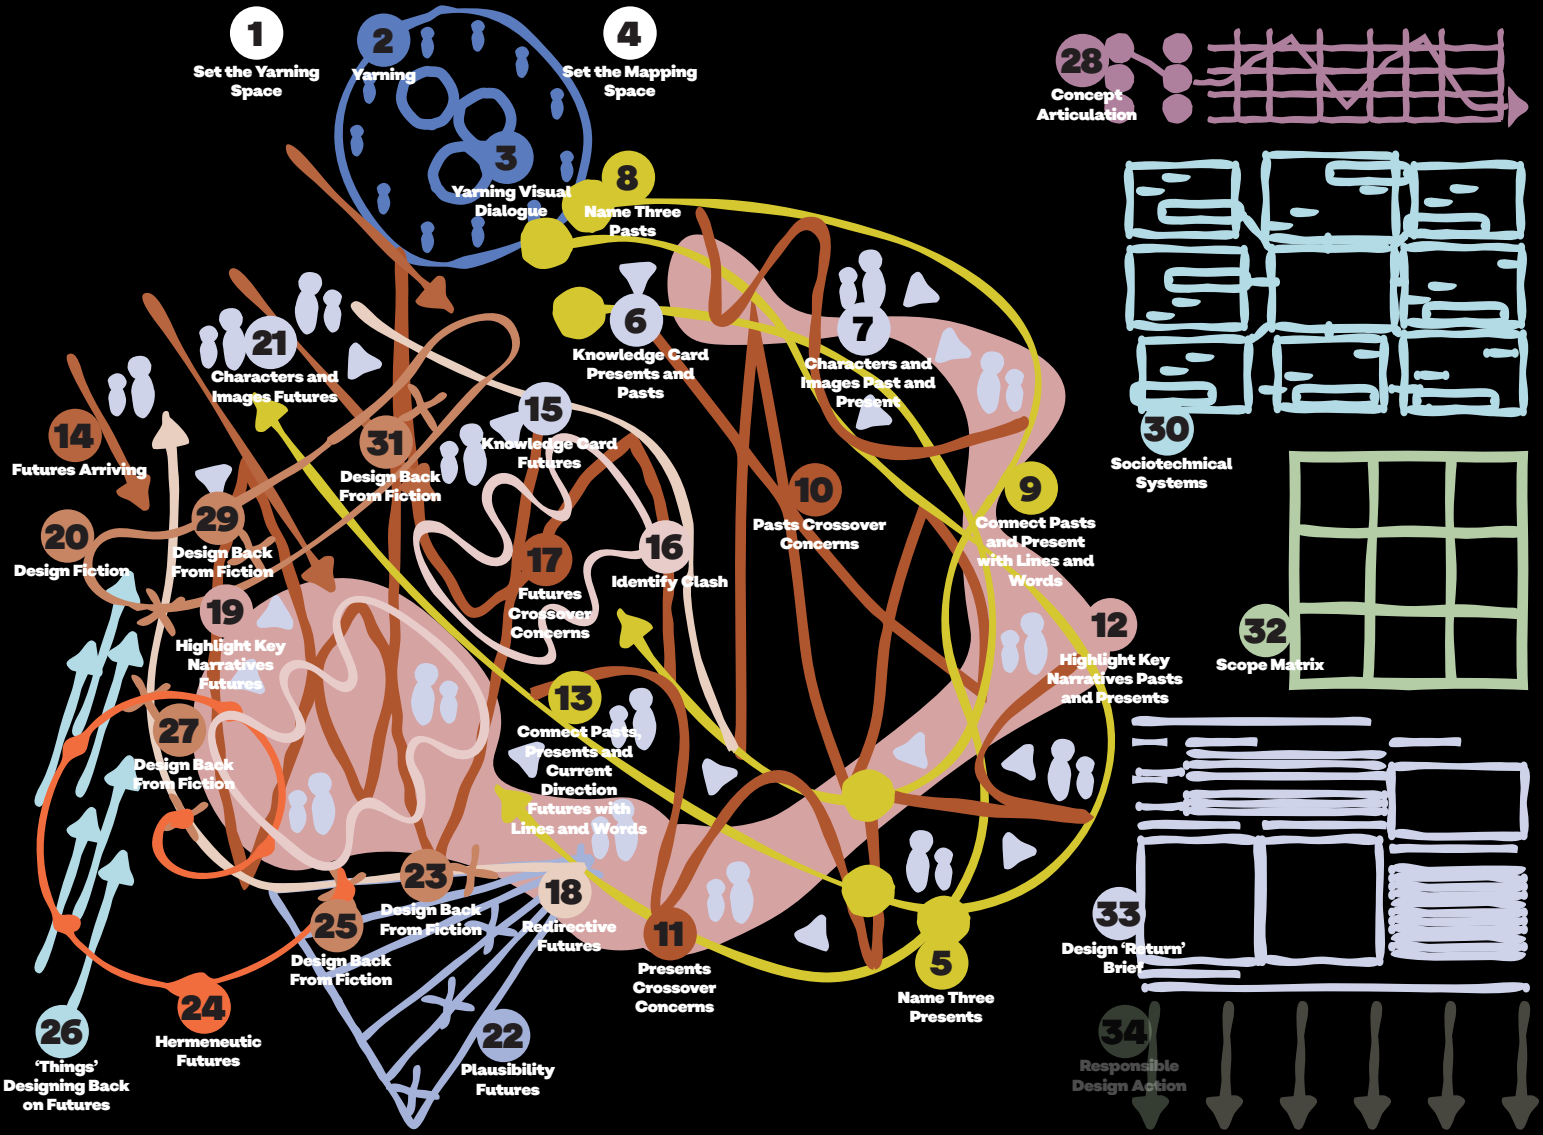 1
Set the Yarning
Space
2
Yarning
3
Yarning Visual
Dialogue
4
Set the Mapping
Space
8
Name Three
Pasts
6
Knowledge Card
Presents and
Pasts
7
Characters and
Images Past and
Present
21
Characters and
Images Futures
14
Futures Arriving
31
Design Back
From Fiction
15
Knowledge Card
Futures
20
Design Fiction
29
Design Back
From Fiction
17
Futures
Crossover
Concerns
16
Identify Clash
10
Pasts Crossover
Concerns
9
Connect Pasts
and Present
with Lines and
Words
19
Highlight Key
Narratives
Futures
12
Highlight Key
Narratives Pasts
and Presents
13
Connect Pasts,
Presents and
Current
Direction
Futures with
Lines and Words
27
Design Back
From Fiction
23
Design Back
From Fiction
18
Redirective
Futures
25
Design Back
From Fiction
11
Presents
Crossover
Concerns
5
Name Three
Presents
24
Hermeneutic
Futures
26
‘Things’
Designing Back
on Futures
22
Plausibility
Futures
28
Concept
Articulation
30
Sociotechnical
Systems
32
Scope Matrix
33
Design ‘Return’
Brief
34
Responsible
Design Action